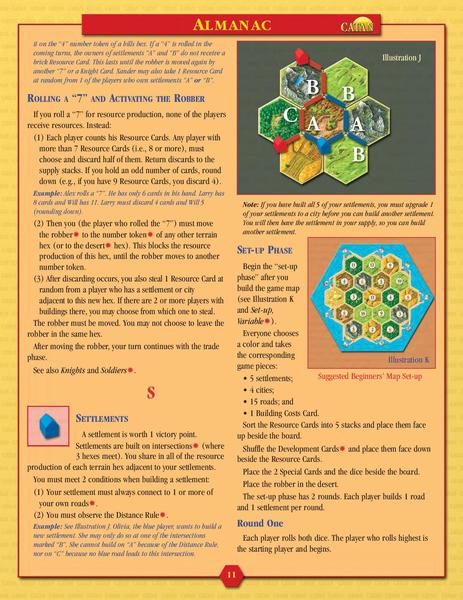 ALMANAC
CATAN
it on the "4" number token of a hills hex. If a "4" is rolled in the
coming turns, the owners of settlements "A" and "B" do not receive a
brick Resource Card. This lasts until the robber is moved again by
another "7" or a Knight Card. Sander may also take 1 Resource Card
at random from 1 of the players who own settlements "A" or "B".
ROLLING A "7" AND ACTIVATING THE ROBBER
If you roll a "7" for resource production, none of the players
receive resources. Instead:
(1) Each player counts his Resource Cards. Any player with
more than 7 Resource Cards (i.e., 8 or more), must
choose and discard half of them. Return discards to the
supply stacks. If you hold an odd number of cards, round
down (e.g., if you have 9 Resource Cards, you discard 4).
Example: Alex rolls a "7". He has only 6 cards in his hand. Larry has
8 cards and Will has 11. Larry must discard 4 cards and Will 5
(rounding down).
(2) Then you (the player who rolled the "7") must move
the robber* to the number token* of any other terrain
hex (or to the desert* hex). This blocks the resource
production of this hex, until the robber moves to another
number token.
(3) After discarding occurs, you also steal 1 Resource Card at
random from a player who has a settlement or city
adjacent to this new hex. If there are 2 or more players with
buildings there, you may choose from which one to steal.
The robber must be moved. You may not choose to leave the
robber in the same hex.
After moving the robber, your turn continues with the trade
phase.
See also Knights and Soldiers*.
S
SETTLEMENTS
A settlement is worth 1 victory point.
Settlements are built on intersections* (where
3 hexes meet). You share in all of the resource
production of each terrain hex adjacent to your settlements.
You must meet 2 conditions when building a settlement:
(1) Your settlement must always connect to 1 or more of
your own roads*.
(2) You must observe the Distance Rule*.
Example: See Illustration J. Olivia, the blue player, wants to build a
new settlement. She may only do so at one of the intersections
marked "B". She cannot build on "A" because of the Distance Rule,
nor on "C" because no blue road leads to this intersection.
Illustration J
B
C
A
A
B
B
Note: If you have built all 5 of your settlements, you must upgrade 1
of your settlements to a city before you can build another settlement.
You will then have the settlement in your supply, so you can build
another settlement.
SET-UP PHASE
Begin the "set-up
phase" after you
build the game map
(see Illustration K
and Set-up,
Variable*).
Everyone chooses
a color and takes
the corresponding
game pieces:
• 5 settlements;
• 4 cities;
• 15 roads; and
• 1 Building Costs Card.
Illustration K
Suggested Beginners' Map Set-up
Sort the Resource Cards into 5 stacks and place them face
up beside the board.
Shuffle the Development Cards* and place them face down
beside the Resource Cards.
Place the 2 Special Cards and the dice beside the board.
Place the robber in the desert.
The set-up phase has 2 rounds. Each player builds 1 road
and 1 settlement per round.
Round One
Each player rolls both dice. The player who rolled highest is
the starting player and begins.
11